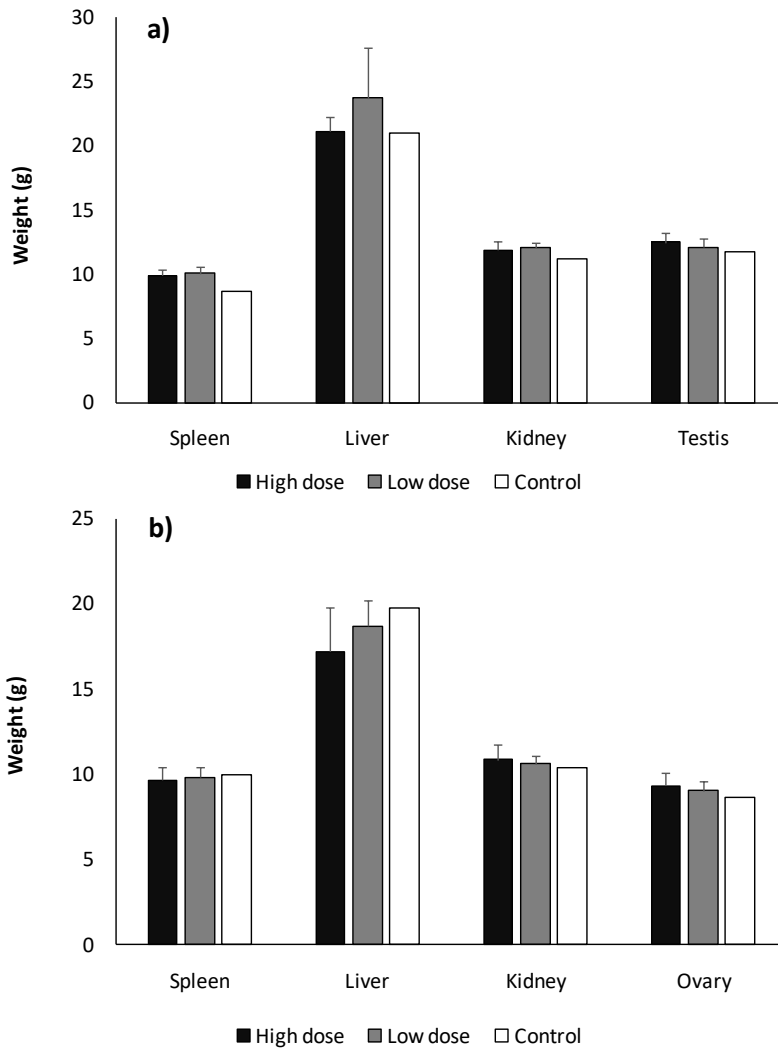 a)
30
25
20
15
10
5
0
Weight (g)
Spleen Liver Kidney Testis
High dose Low dose Control
b)
25
20
15
10
5
0
Weight (g)
Spleen Liver Kidney Ovary
High dose Low dose Control